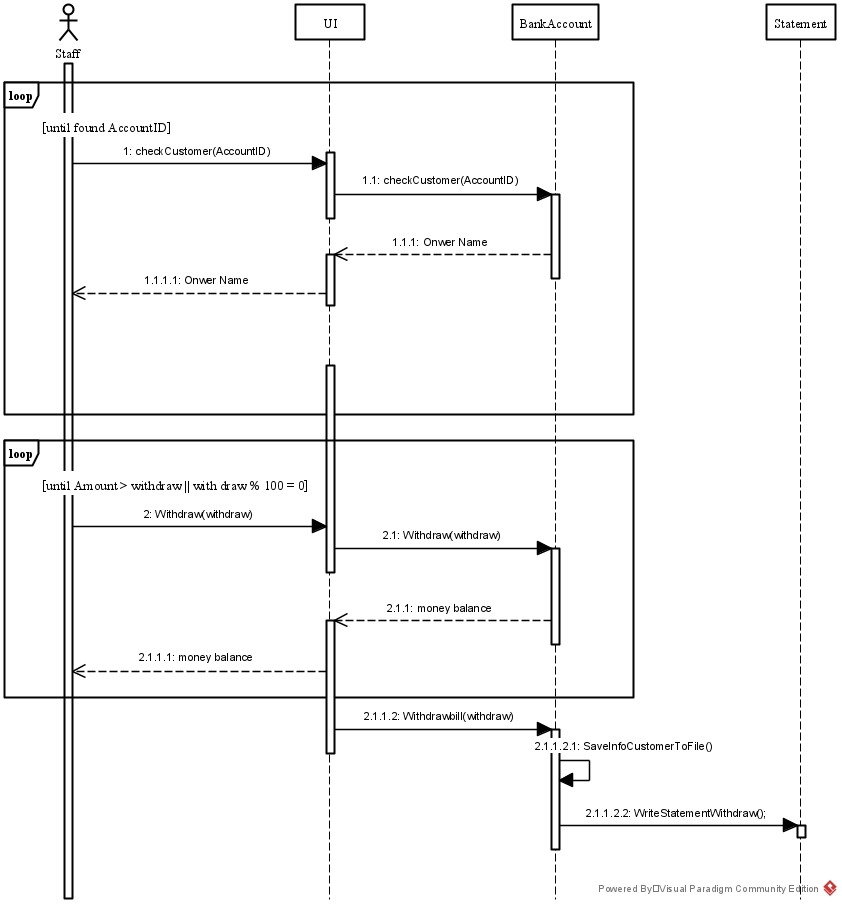 Staff
UI
BankAccount
Statement
loop
[until found AccountID]
1: checkCustomer(AccountID)
1.1: checkCustomer(AccountID)
1.1.1: Onwer Name
1.1.1.1: Onwer Name
loop
[until Amount> withdraw || with draw % 100 = 0]
2: Withdraw(withdraw)
2.1: Withdraw(withdraw)
2.1.1: money balance
2.1.1.1: money balance
2.1.1.2: Withdrawbill(withdraw)
2.1.1.2.1: SaveInfoCustomerToFile()
2.1.1.2.2: WriteStatementWithdraw();
Powered By□Visual Paradigm Community Edition